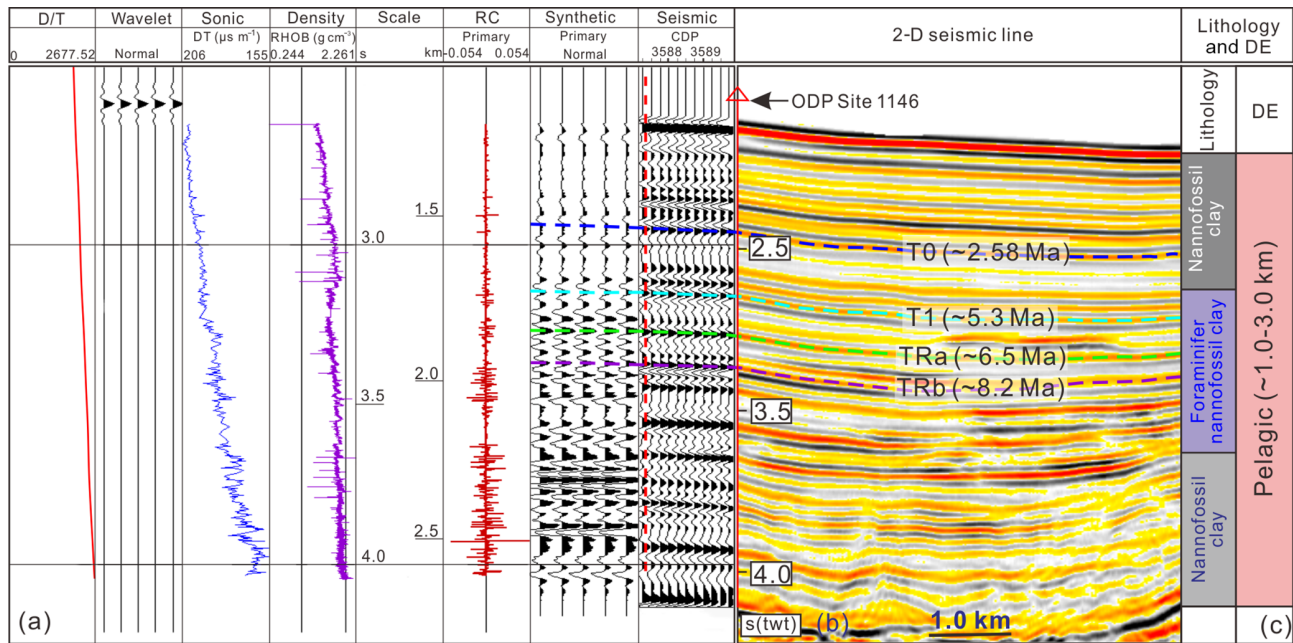 D/T
Wavelet
Sonic
Density
Scale
RC
Synthetic
Seismic
2-D seismic line
Lithology
and DE
DT (μs m⁻¹)
RHOB (g cm⁻³)
Primary
Primary
CDP
0 2677.52
Normal
206 155
0.244 2.261
s km
-0.054 0.054
Normal
3588 3589
ODP Site 1146
Lithology
DE
1.5
3.0
2.0
3.5
2.5
4.0
2.5
3.5
4.0
T0 (~2.58 Ma)
T1 (~5.3 Ma)
TRa (~6.5 Ma)
TRb (~8.2 Ma)
Nannofossil
clay
Foraminifer
nannofossil clay
Nannofossil
clay
Pelagic (~1.0-3.0 km)
(a)
s(twt)
(b)
1.0 km
(c)